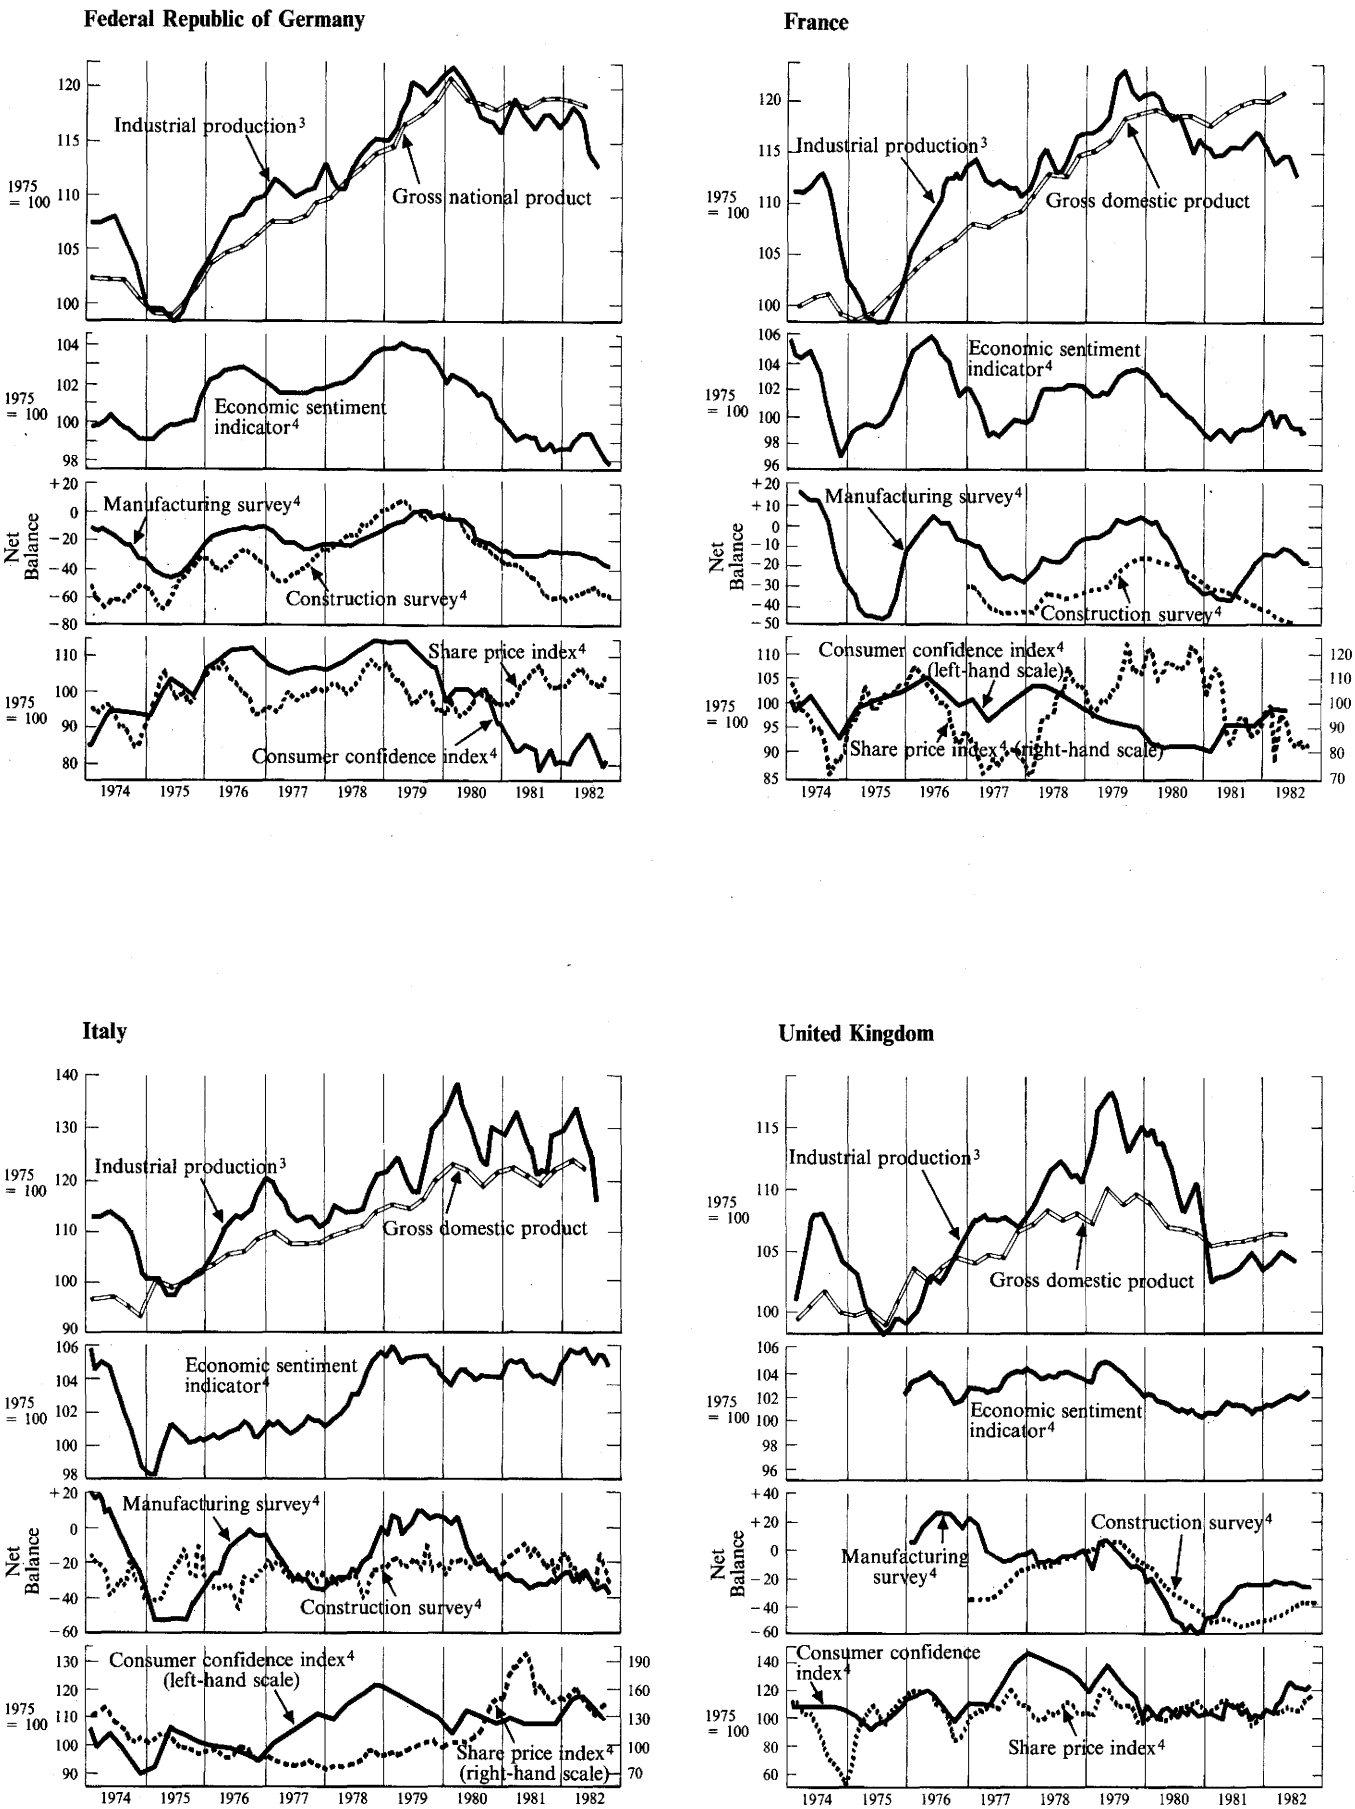 Federal Republic of Germany
120
115
110
105
100
1975
= 100
Industrial production³
Gross national product
104
102
100
98
1975
= 100
Economic sentiment
indicator⁴
+20
0
−20
−40
−60
−80
Net
Balance
Manufacturing survey⁴
Construction survey⁴
110
100
90
80
1975
= 100
Share price index⁴
Consumer confidence index⁴
1974 1975 1976 1977 1978 1979 1980 1981 1982
France
120
115
110
105
100
1975
= 100
Industrial production³
Gross domestic product
106
104
102
100
98
96
1975
= 100
Economic sentiment
indicator⁴
+20
+10
0
−10
−20
−30
−40
−50
Net
Balance
Manufacturing survey⁴
Construction survey⁴
110
105
100
95
90
85
1975
= 100
Consumer confidence index⁴
(left-hand scale)
Share price index⁴ (right-hand scale)
120
110
100
90
80
70
1974 1975 1976 1977 1978 1979 1980 1981 1982
Italy
140
130
120
110
100
90
1975
= 100
Industrial production³
Gross domestic product
106
104
102
100
98
1975
= 100
Economic sentiment
indicator⁴
+20
0
−20
−40
−60
Net
Balance
Manufacturing survey⁴
Construction survey⁴
130
120
110
100
90
1975
= 100
Consumer confidence index⁴
(left-hand scale)
Share price index⁴
(right-hand scale)
190
160
130
100
70
1974 1975 1976 1977 1978 1979 1980 1981 1982
United Kingdom
115
110
105
100
1975
= 100
Industrial production³
Gross domestic product
106
104
102
100
98
96
1975
= 100
Economic sentiment
indicator⁴
+40
+20
0
−20
−40
−60
Net
Balance
Manufacturing
survey⁴
Construction survey⁴
140
120
100
80
60
1975
= 100
Consumer confidence
index⁴
Share price index⁴
1974 1975 1976 1977 1978 1979 1980 1981 1982